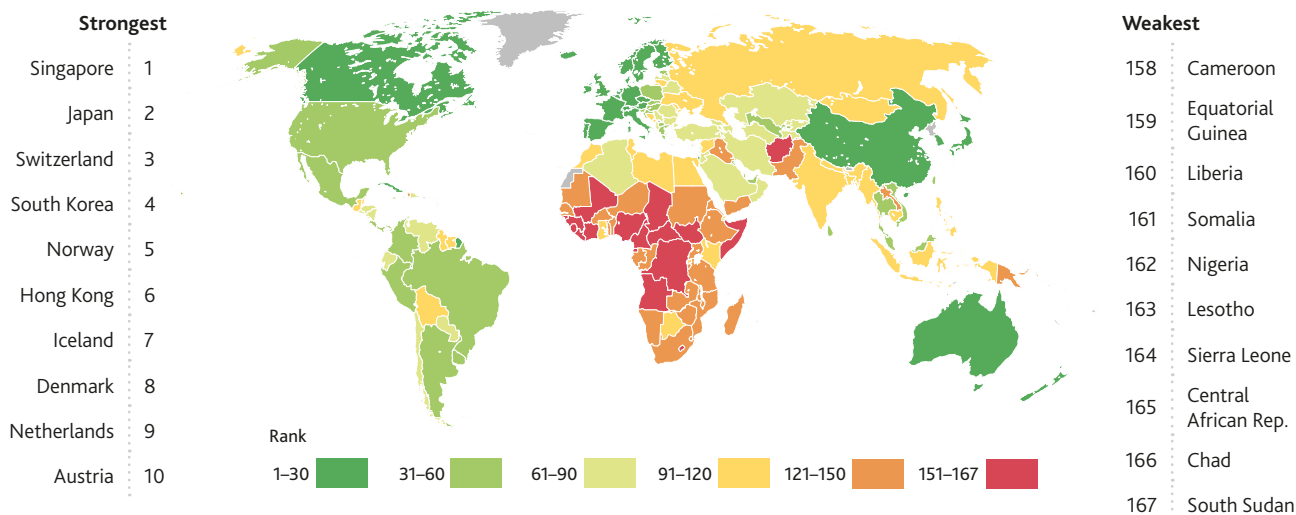 Strongest
Singapore 1
Japan 2
Switzerland 3
South Korea 4
Norway 5
Hong Kong 6
Iceland 7
Denmark 8
Netherlands 9
Austria 10
Rank
1–30 31–60 61–90 91–120 121–150 151–167
Weakest
158 Cameroon
159 Equatorial
Guinea
160 Liberia
161 Somalia
162 Nigeria
163 Lesotho
164 Sierra Leone
165 Central
African Rep.
166 Chad
167 South Sudan